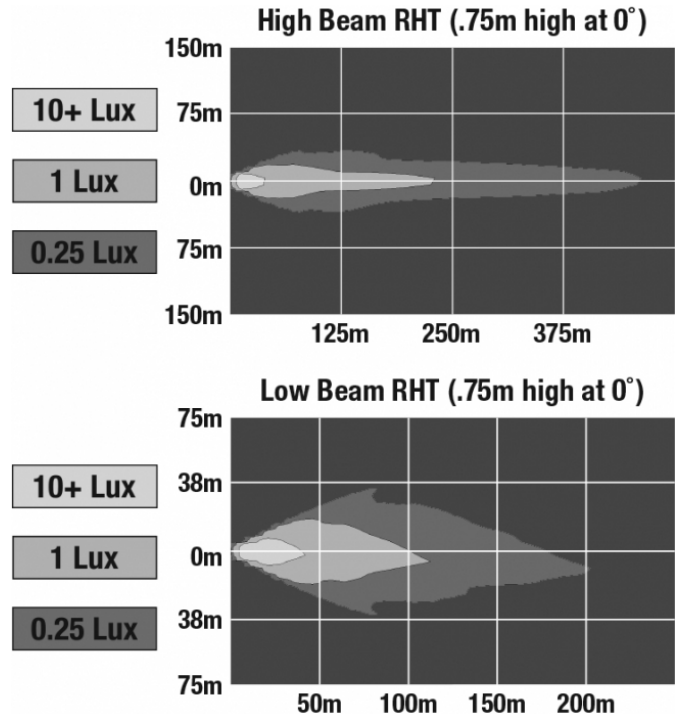 High Beam RHT (.75m high at 0˚)
150m
10+ Lux
75m
1 Lux
0m
0.25 Lux
75m
150m
125m 250m 375m
Low Beam RHT (.75m high at 0˚)
75m
10+ Lux
38m
1 Lux
0m
0.25 Lux
38m
75m
50m 100m 150m 200m